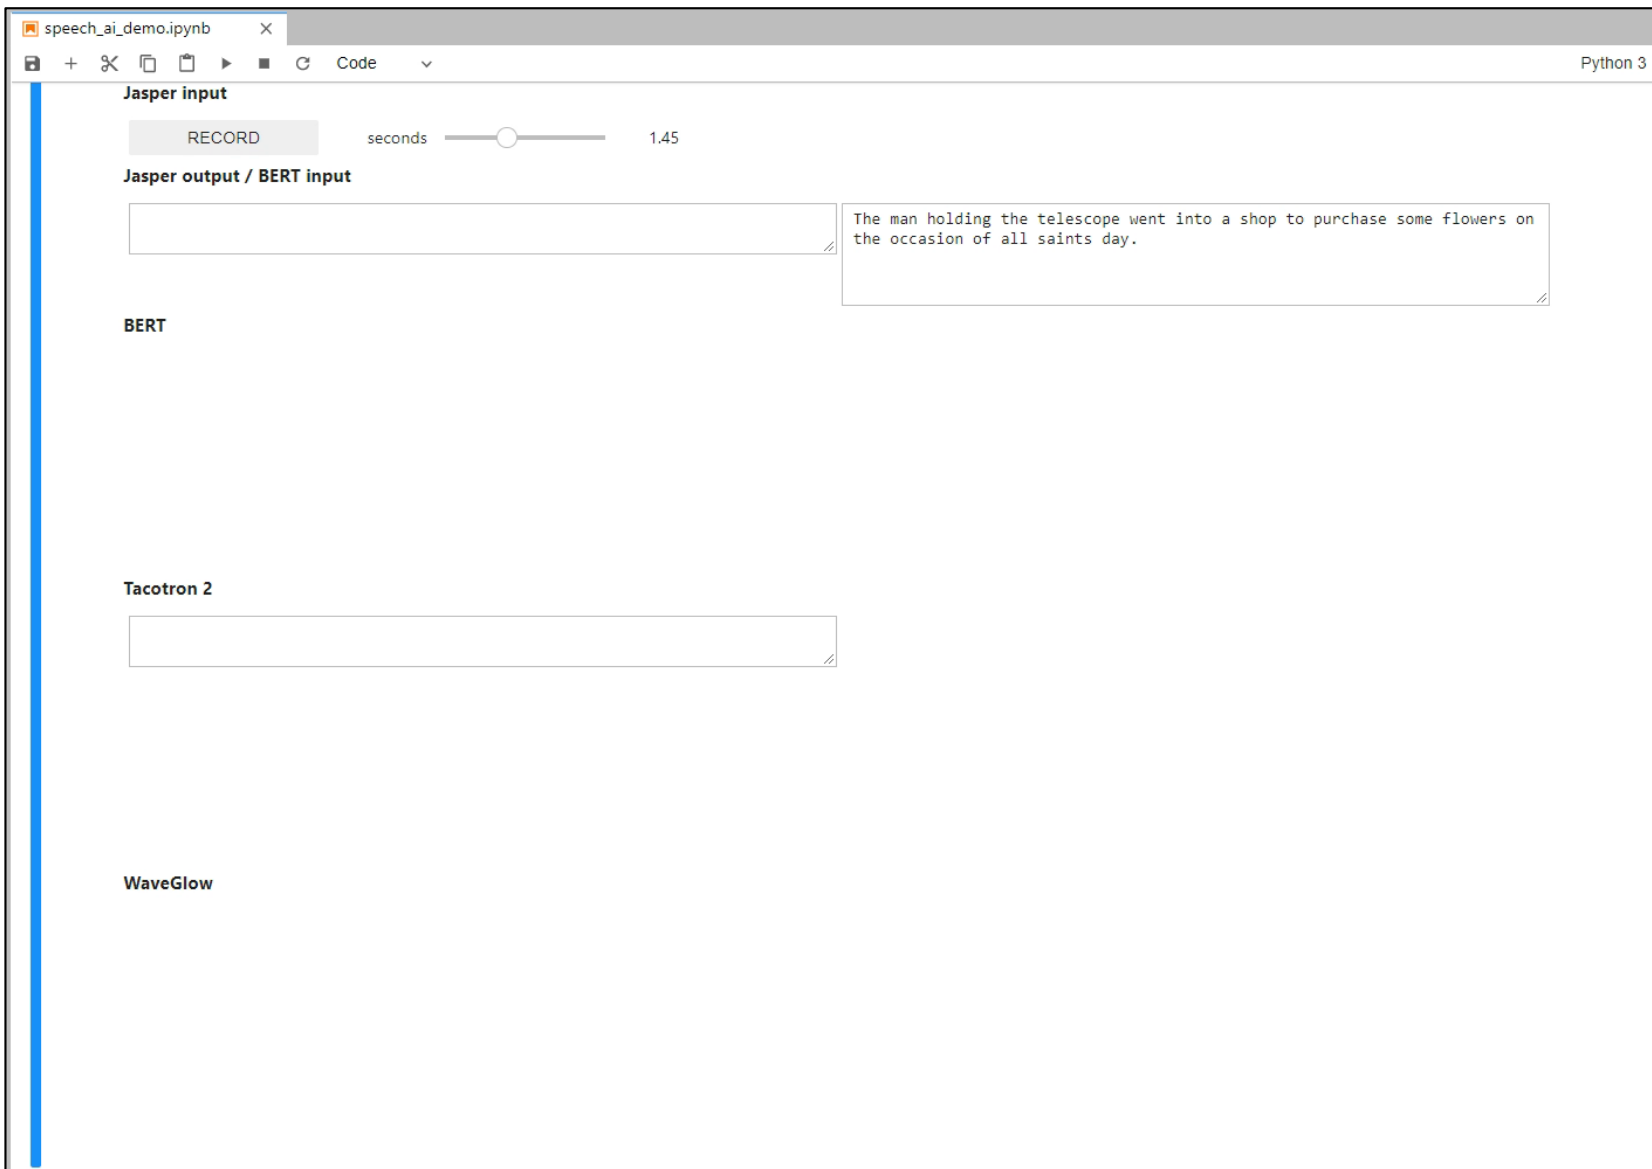 speech_ai_demo.ipynb
Code
Python 3
Jasper input
RECORD
seconds
1.45
Jasper output / BERT input
The man holding the telescope went into a shop to purchase some flowers on
the occasion of all saints day.
BERT
Tacotron 2
WaveGlow